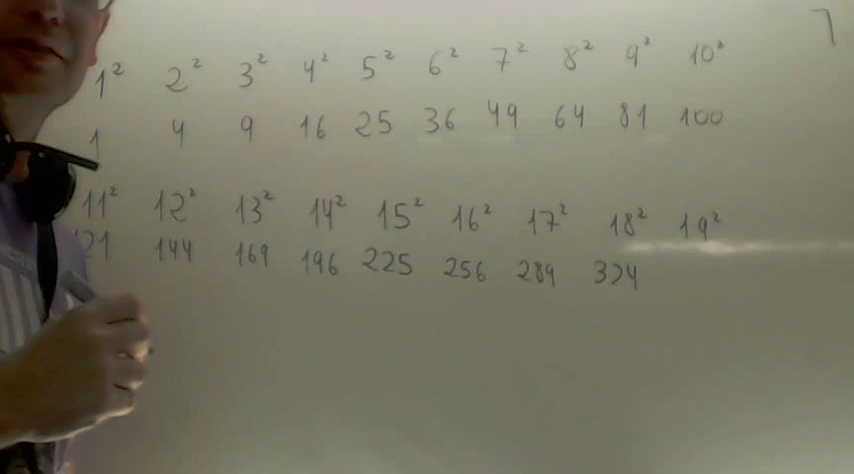 1² 2² 3² 4² 5² 6² 7² 8² 9² 10²
1 4 9 16 25 36 49 64 81 100
11² 12² 13² 14² 15² 16² 17² 18² 19²
121 144 169 196 225 256 289 324